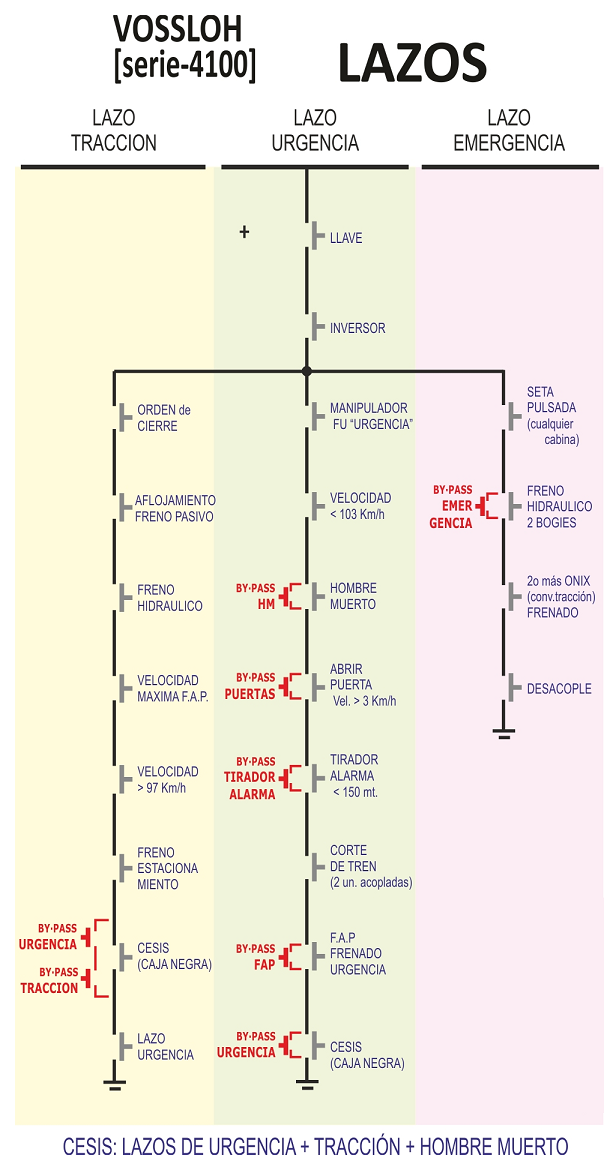 VOSSLOH
[serie-4100]
LAZOS
LAZO
TRACCION
LAZO
URGENCIA
LAZO
EMERGENCIA
+
LLAVE
INVERSOR
ORDEN de
CIERRE
AFLOJAMIENTO
FRENO PASIVO
FRENO
HIDRAULICO
VELOCIDAD
MAXIMA F.A.P.
VELOCIDAD
> 97 Km/h
FRENO
ESTACIONA
MIENTO
BY-PASS
URGENCIA
BY-PASS
TRACCION
CESIS
(CAJA NEGRA)
LAZO
URGENCIA
MANIPULADOR
FU "URGENCIA"
VELOCIDAD
< 103 Km/h
BY-PASS
HM
HOMBRE
MUERTO
BY-PASS
PUERTAS
ABRIR
PUERTA
Vel. > 3 Km/h
BY-PASS
TIRADOR
ALARMA
TIRADOR
ALARMA
< 150 mt.
CORTE
DE TREN
(2 un. acopladas)
BY-PASS
FAP
F.A.P
FRENADO
URGENCIA
BY-PASS
URGENCIA
CESIS
(CAJA NEGRA)
SETA
PULSADA
(cualquier
cabina)
BY-PASS
EMER
GENCIA
FRENO
HIDRAULICO
2 BOGIES
2o más ONIX
(conv.tracción)
FRENADO
DESACOPLE
CESIS: LAZOS DE URGENCIA + TRACCIÓN + HOMBRE MUERTO